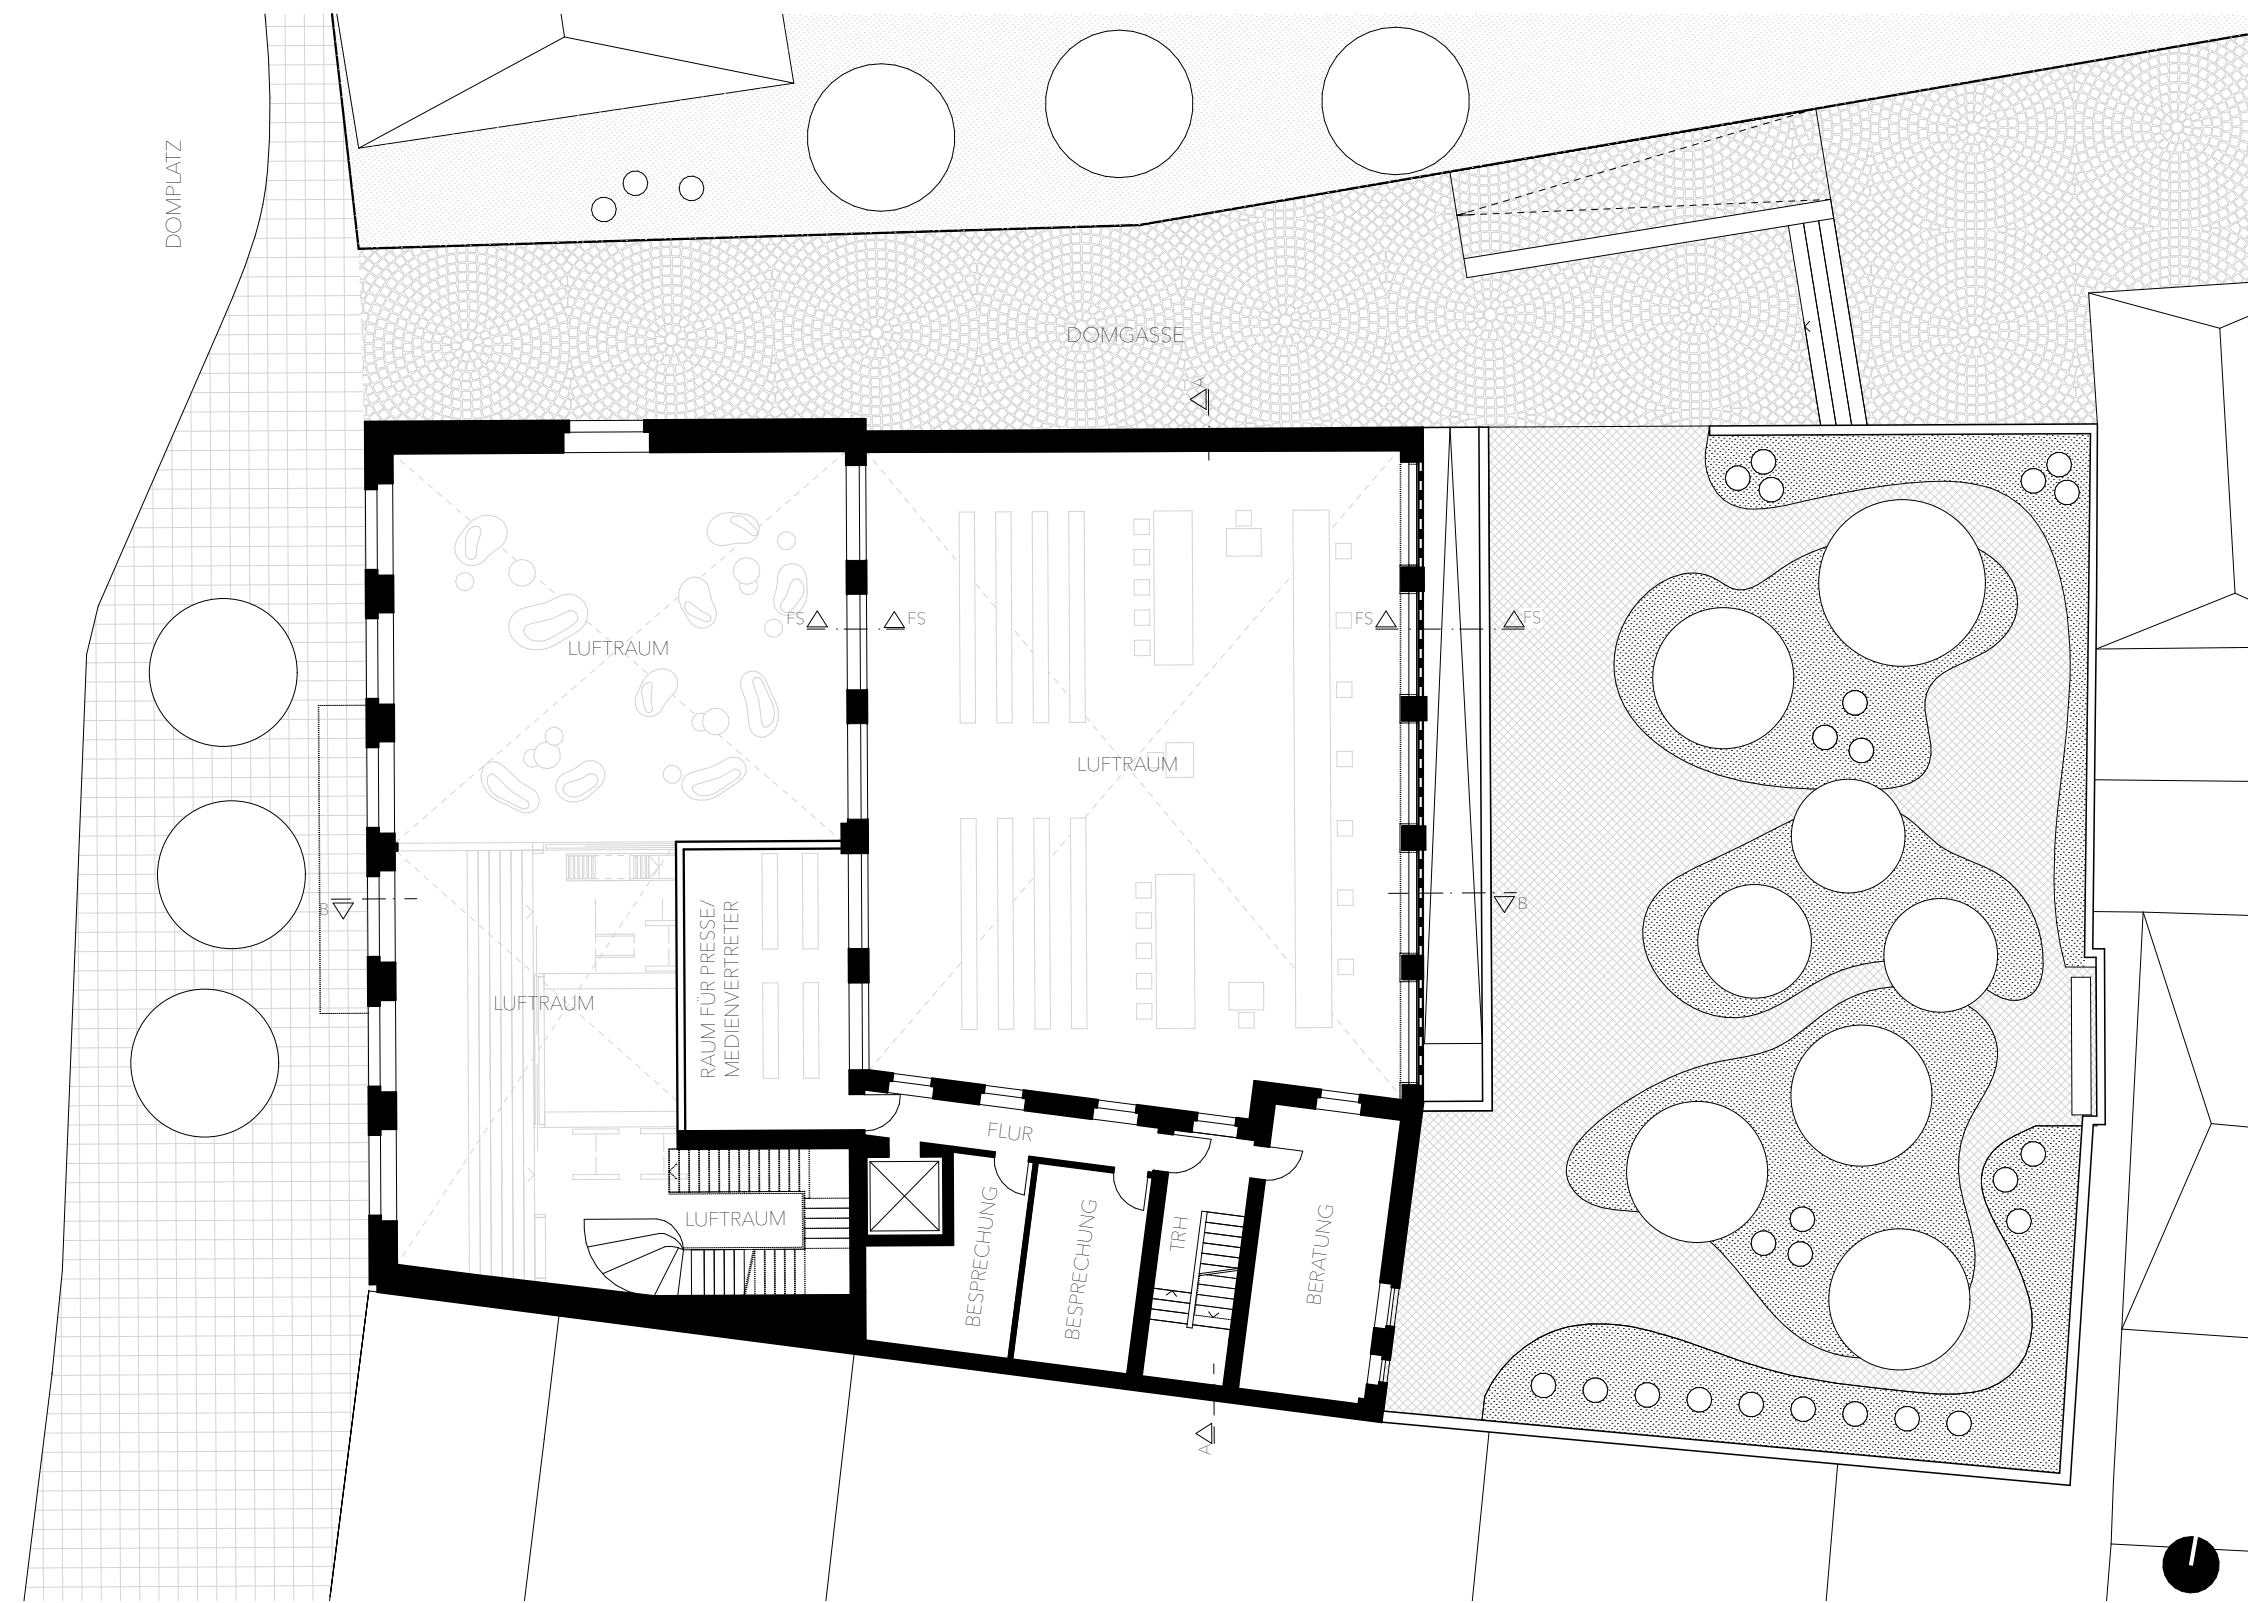 DOMPLATZ
DOMGASSE
A
FS
FS
FS
FS
LUFTRAUM
LUFTRAUM
B
B
RAUM FÜR PRESSE/
MEDIENVERTRETER
LUFTRAUM
FLUR
LUFTRAUM
BESPRECHUNG
BESPRECHUNG
TRH
BERATUNG
A